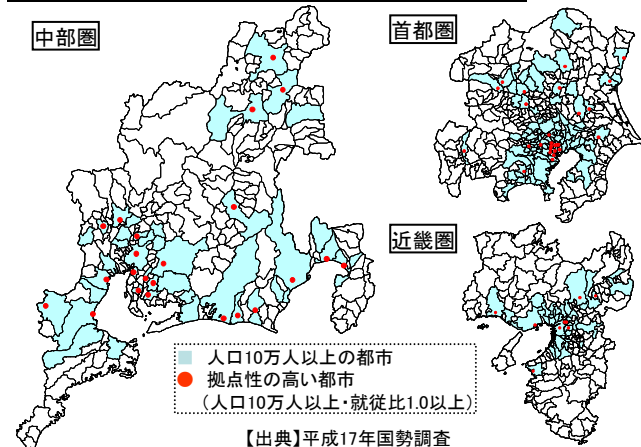 中部圏
首都圏
近畿圏
人口10万人以上の都市
拠点性の高い都市
（人口10万人以上・就従比1.0以上）
【出典】平成17年国勢調査